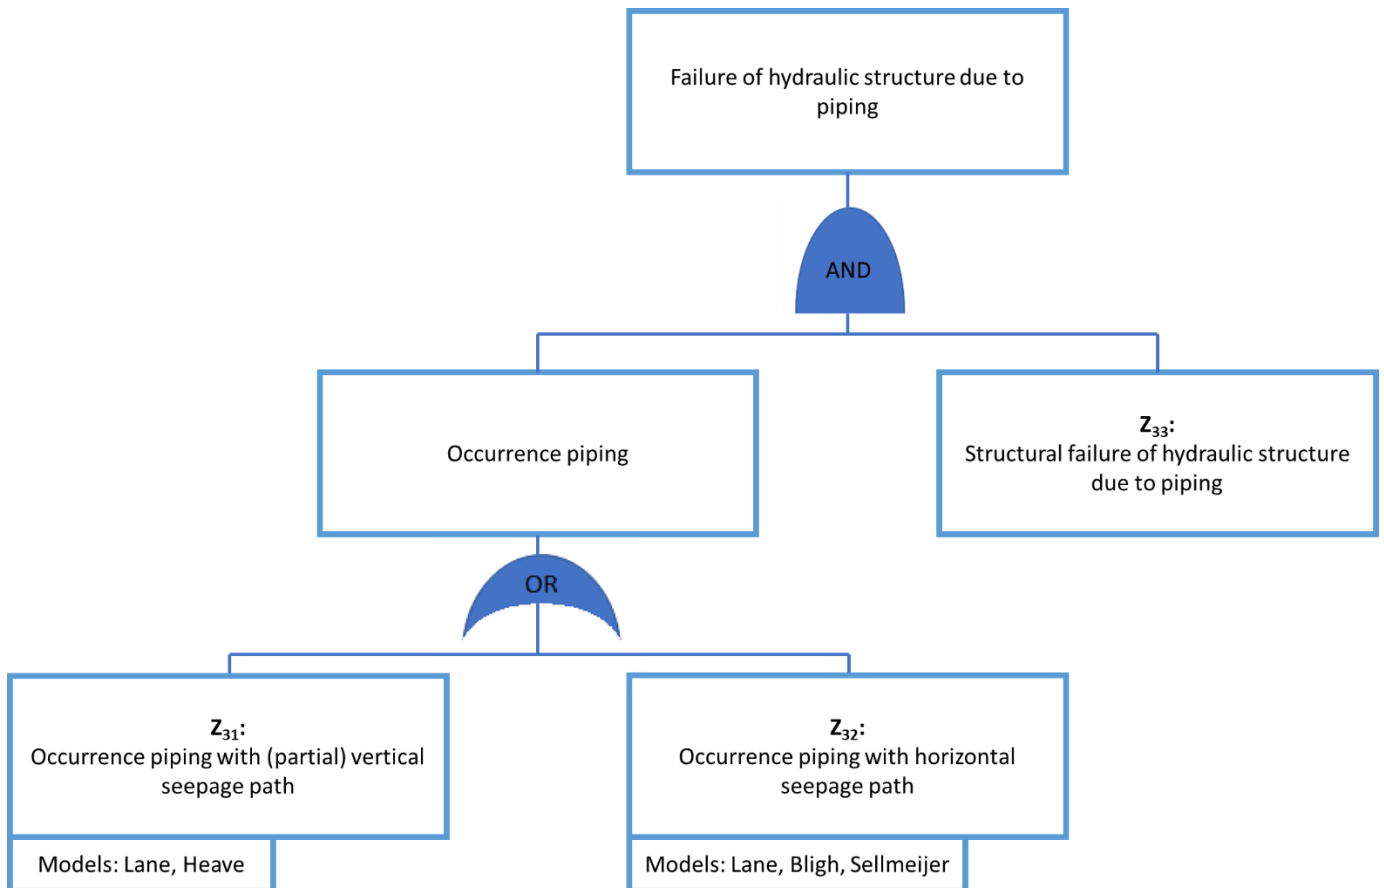 Failure of hydraulic structure due to
piping
AND
Occurrence piping
Z₃₃:
Structural failure of hydraulic structure
due to piping
OR
Z₃₁:
Occurrence piping with (partial) vertical
seepage path
Z₃₂:
Occurrence piping with horizontal
seepage path
Models: Lane, Heave
Models: Lane, Bligh, Sellmeijer